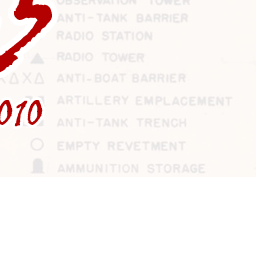 OBSERVATION TOWER
ANTI-TANK BARRIER
RADIO STATION
RADIO TOWER
ANTI-BOAT BARRIER
ARTILLERY EMPLACEMENT
010
ANTI-TANK TRENCH
EMPTY REVETMENT
AMMUNITION STORAGE